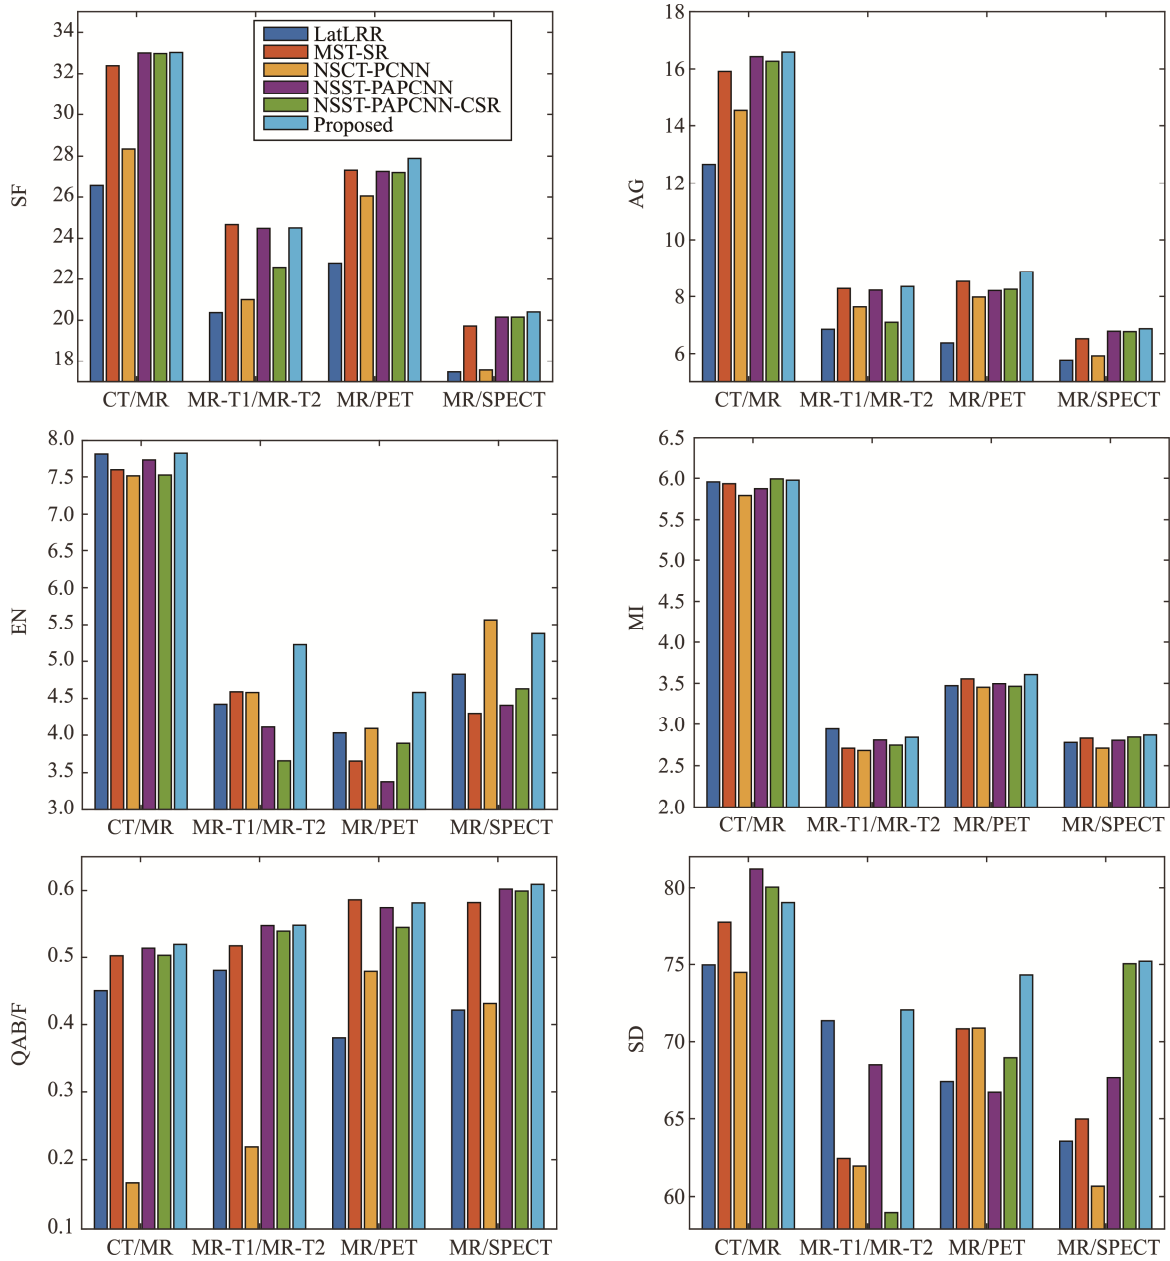 SF
34
32
30
28
26
24
22
20
18
LatLRR
MST-SR
NSCT-PCNN
NSST-PAPCNN
NSST-PAPCNN-CSR
Proposed
CT/MR MR-T1/MR-T2 MR/PET MR/SPECT
AG
18
16
14
12
10
8
6
CT/MR MR-T1/MR-T2 MR/PET MR/SPECT
EN
8.0
7.5
7.0
6.5
6.0
5.5
5.0
4.5
4.0
3.5
3.0
CT/MR MR-T1/MR-T2 MR/PET MR/SPECT
MI
6.5
6.0
5.5
5.0
4.5
4.0
3.5
3.0
2.5
2.0
CT/MR MR-T1/MR-T2 MR/PET MR/SPECT
QAB/F
0.6
0.5
0.4
0.3
0.2
0.1
CT/MR MR-T1/MR-T2 MR/PET MR/SPECT
SD
80
75
70
65
60
CT/MR MR-T1/MR-T2 MR/PET MR/SPECT